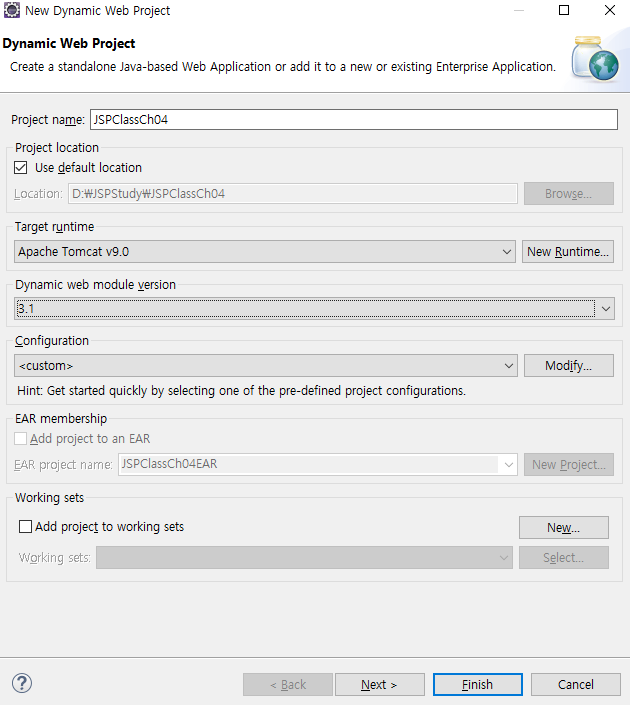 New Dynamic Web Project
Dynamic Web Project
Create a standalone Java-based Web Application or add it to a new or existing Enterprise Application.
Project name: JSPClassCh04
Project location
Use default location
Location: D:₩JSPStudy₩JSPClassCh04 Browse...
Target runtime
Apache Tomcat v9.0 New Runtime...
Dynamic web module version
3.1
Configuration
<custom> Modify...
Hint: Get started quickly by selecting one of the pre-defined project configurations.
EAR membership
Add project to an EAR
EAR project name: JSPClassCh04EAR New Project...
Working sets
Add project to working sets New...
Working sets: Select...
? < Back Next > Finish Cancel